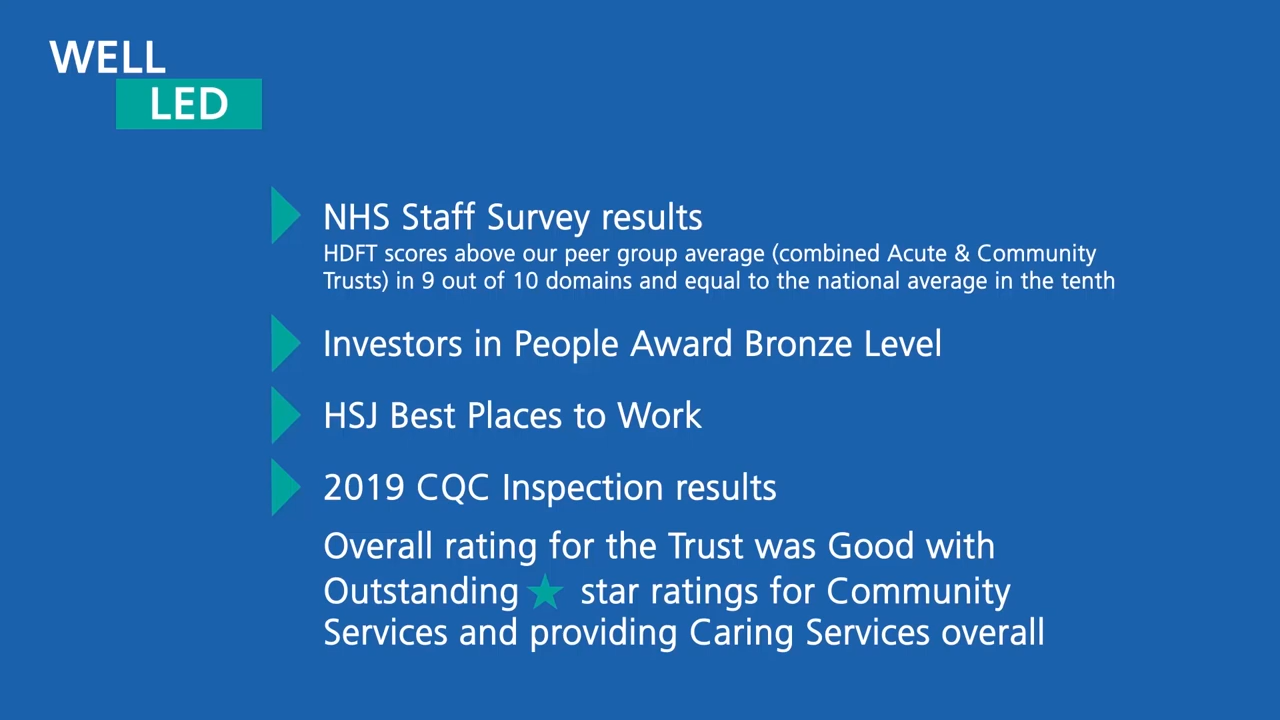 WELL
LED
NHS Staff Survey results
HDFT scores above our peer group average (combined Acute & Community
Trusts) in 9 out of 10 domains and equal to the national average in the tenth
Investors in People Award Bronze Level
HSJ Best Places to Work
2019 CQC Inspection results
Overall rating for the Trust was Good with
Outstanding ★ star ratings for Community
Services and providing Caring Services overall